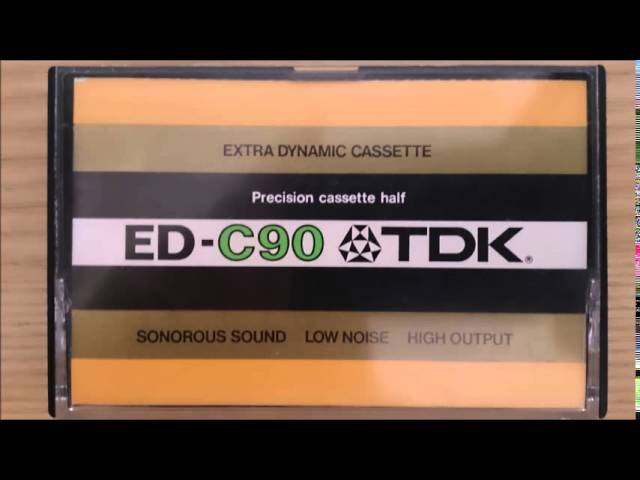 EXTRA DYNAMIC CASSETTE
Precision cassette half
ED-C90 TDK®
SONOROUS SOUND LOW NOISE HIGH OUTPUT